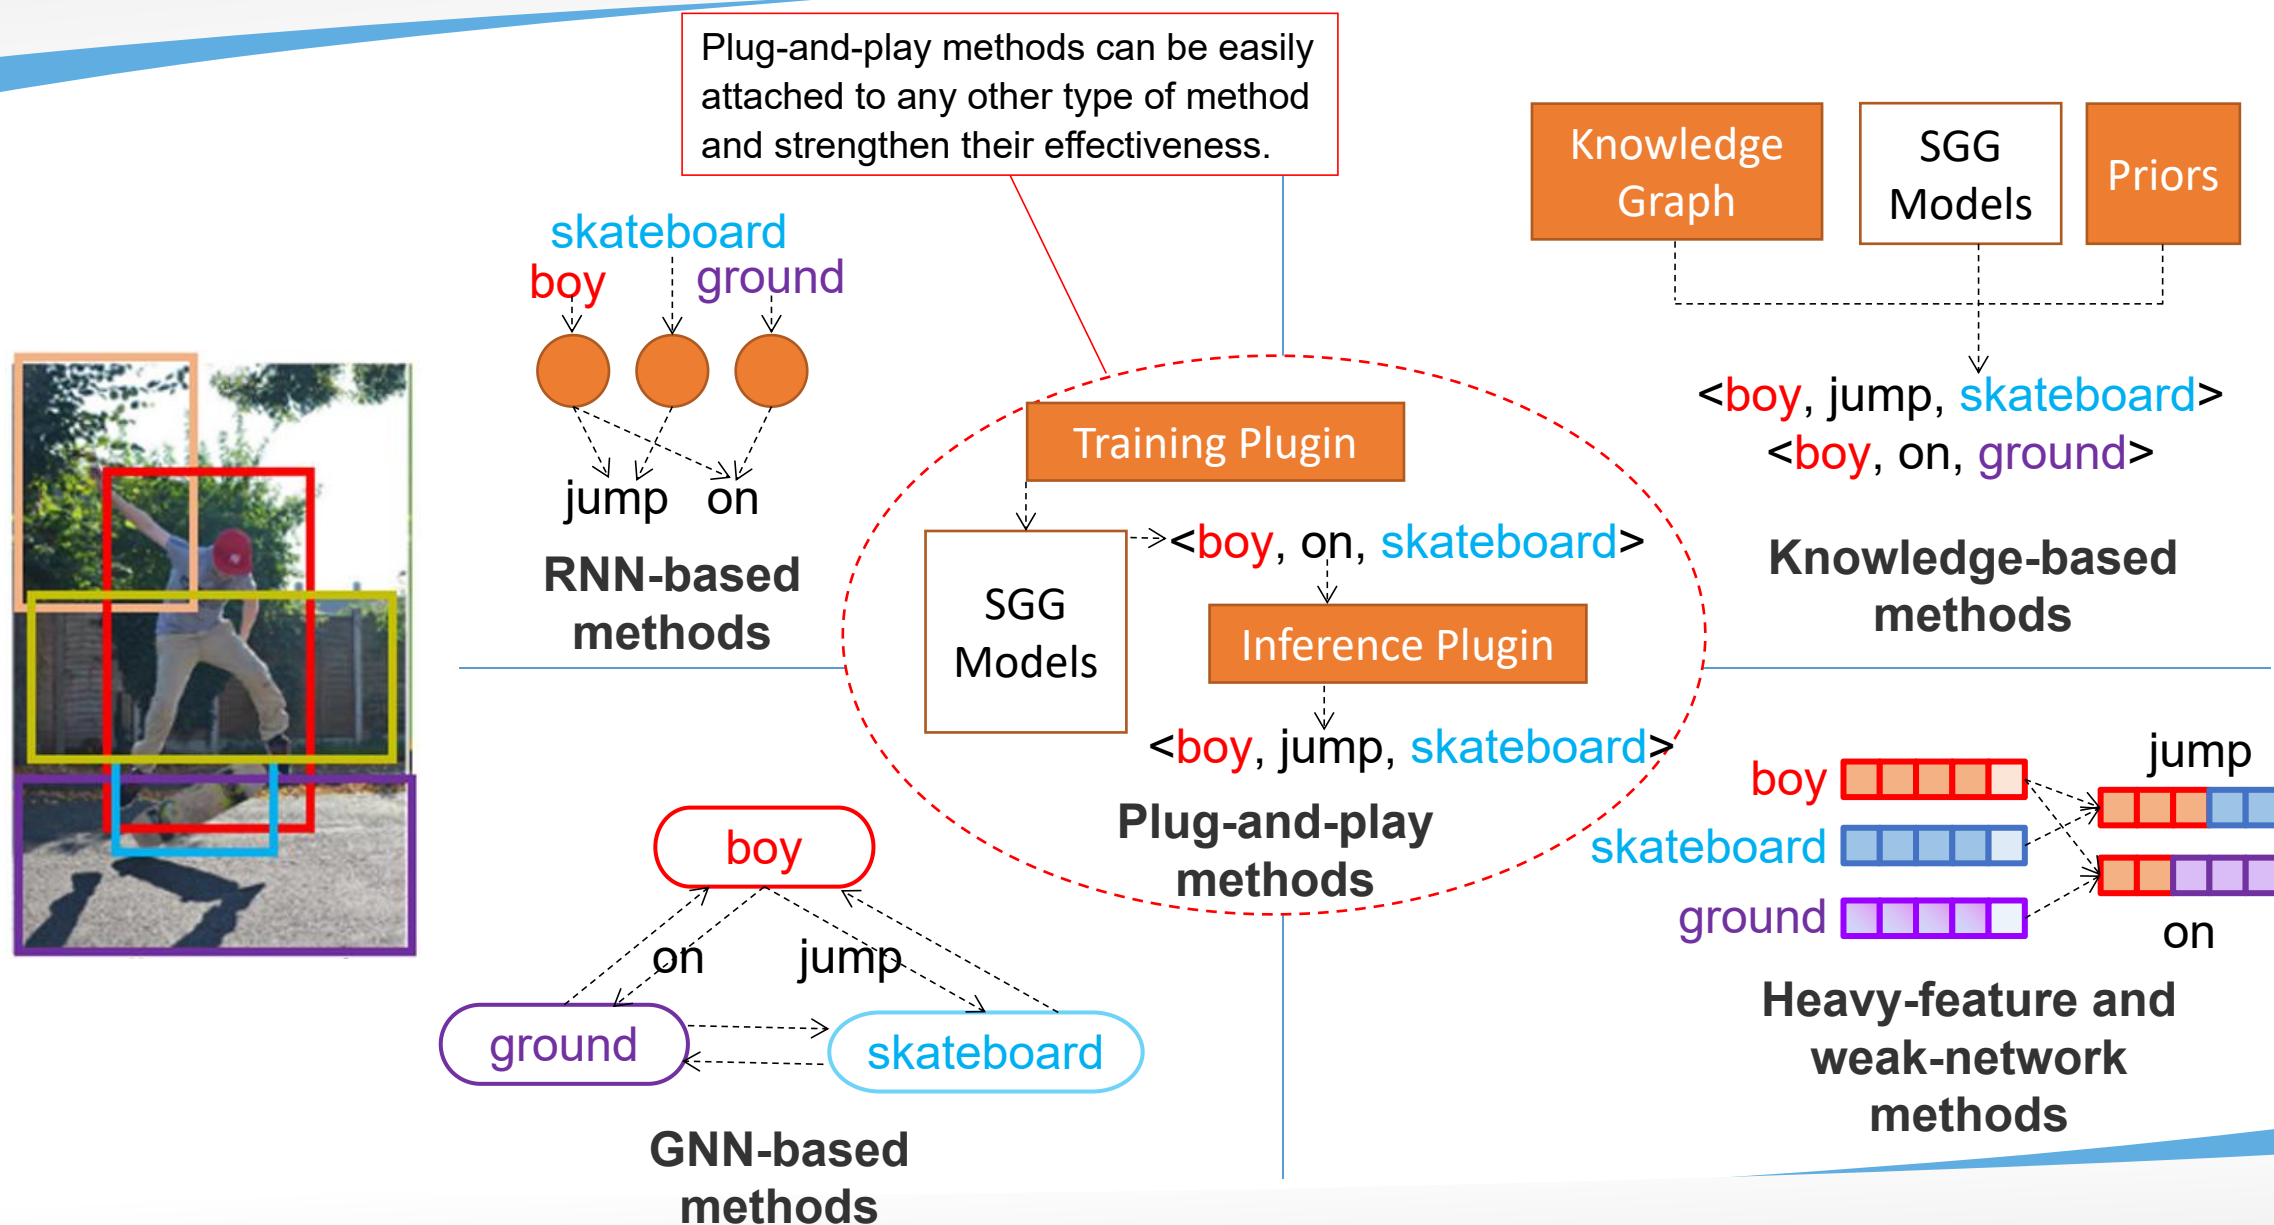 Plug-and-play methods can be easily
attached to any other type of method
and strengthen their effectiveness.
skateboard
boy
ground
jump
on
RNN-based
methods
Knowledge
Graph
SGG
Models
Priors
<boy, jump, skateboard>
<boy, on, ground>
Knowledge-based
methods
Training Plugin
SGG
Models
<boy, on, skateboard>
Inference Plugin
<boy, jump, skateboard>
Plug-and-play
methods
boy
on
jump
ground
skateboard
GNN-based
methods
boy
skateboard
ground
jump
on
Heavy-feature and
weak-network
methods